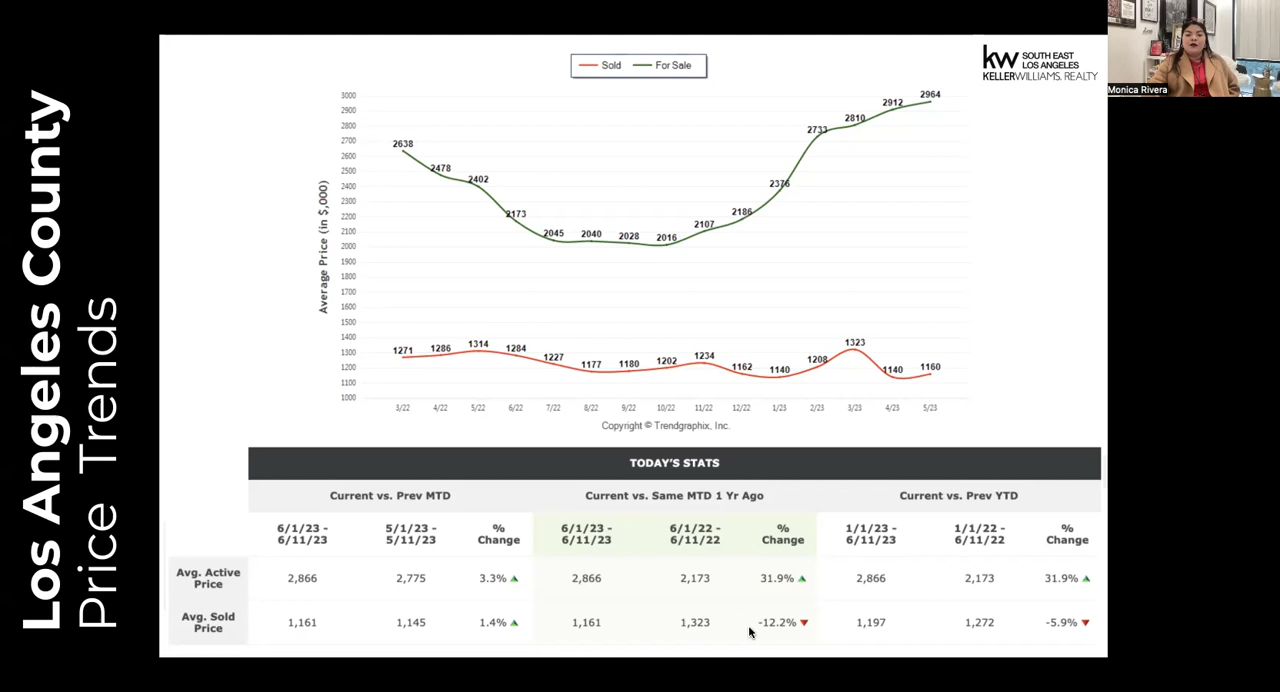 Los Angeles County
Price Trends
Sold For Sale
kw SOUTH EAST
LOS ANGELES
KELLERWILLIAMS. REALTY
Monica Rivera
Average Price (in $,000)
3000
2900
2800
2700
2600
2500
2400
2300
2200
2100
2000
1900
1800
1700
1600
1500
1400
1300
1200
1100
1000
2638 2478 2402 2173 2045 2040 2028 2016 2107 2186 2376 2733 2810 2912 2964
1271 1286 1314 1284 1227 1177 1180 1202 1234 1162 1140 1208 1323 1140 1160
3/22 4/22 5/22 6/22 7/22 8/22 9/22 10/22 11/22 12/22 1/23 2/23 3/23 4/23 5/23
Copyright © Trendgraphix, Inc.
TODAY'S STATS
Current vs. Prev MTD Current vs. Same MTD 1 Yr Ago Current vs. Prev YTD
6/1/23 - 5/1/23 - % 6/1/23 - 6/1/22 - % 1/1/23 - 1/1/22 - %
6/11/23 5/11/23 Change 6/11/23 6/11/22 Change 6/11/23 6/11/22 Change
Avg. Active
Price 2,866 2,775 3.3% 2,866 2,173 31.9% 2,866 2,173 31.9%
Avg. Sold
Price 1,161 1,145 1.4% 1,161 1,323 -12.2% 1,197 1,272 -5.9%